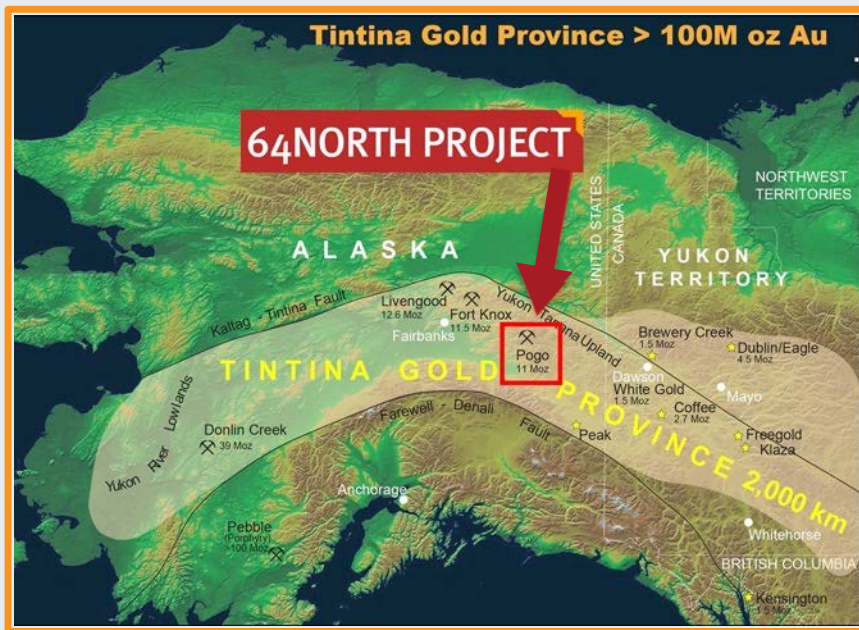 Tintina Gold Province > 100M oz Au
64NORTH PROJECT
NORTHWEST
TERRITORIES
UNITED STATES
CANADA
ALASKA
YUKON
TERRITORY
Kaltag - Tintina Fault
Livengood
12.6 Moz
Fort Knox
11.5 Moz
Fairbanks
Yukon - Tanana Upland
Pogo
11 Moz
Brewery Creek
1.5 Moz
Dublin/Eagle
4.5 Moz
Dawson
White Gold
1.5 Moz
Mayo
Coffee
2.7 Moz
TINTINA GOLD PROVINCE 2,000 km
Yukon River Lowlands
Donlin Creek
39 Moz
Farewell - Denali Fault
Peak
Freegold
Klaza
Anchorage
Pebble
(Porphyry)
>100 Moz
Whitehorse
BRITISH COLUMBIA
Kensington
1.5 Moz